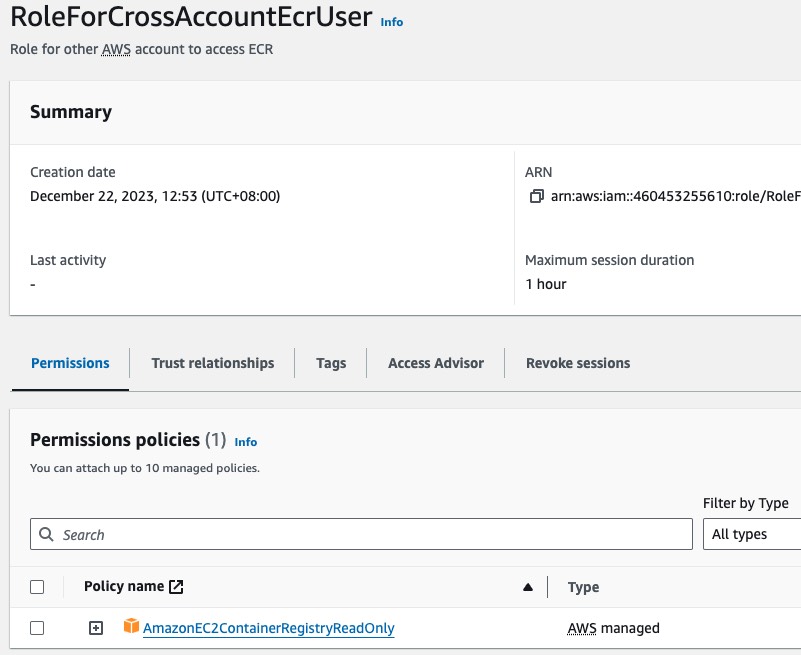 RoleForCrossAccountEcrUser Info
Role for other AWS account to access ECR
Summary
Creation date
December 22, 2023, 12:53 (UTC+08:00)
ARN
arn:aws:iam::460453255610:role/RoleF
Last activity
-
Maximum session duration
1 hour
Permissions
Trust relationships
Tags
Access Advisor
Revoke sessions
Permissions policies (1) Info
You can attach up to 10 managed policies.
Filter by Type
Search
All types
Policy name
Type
AmazonEC2ContainerRegistryReadOnly
AWS managed